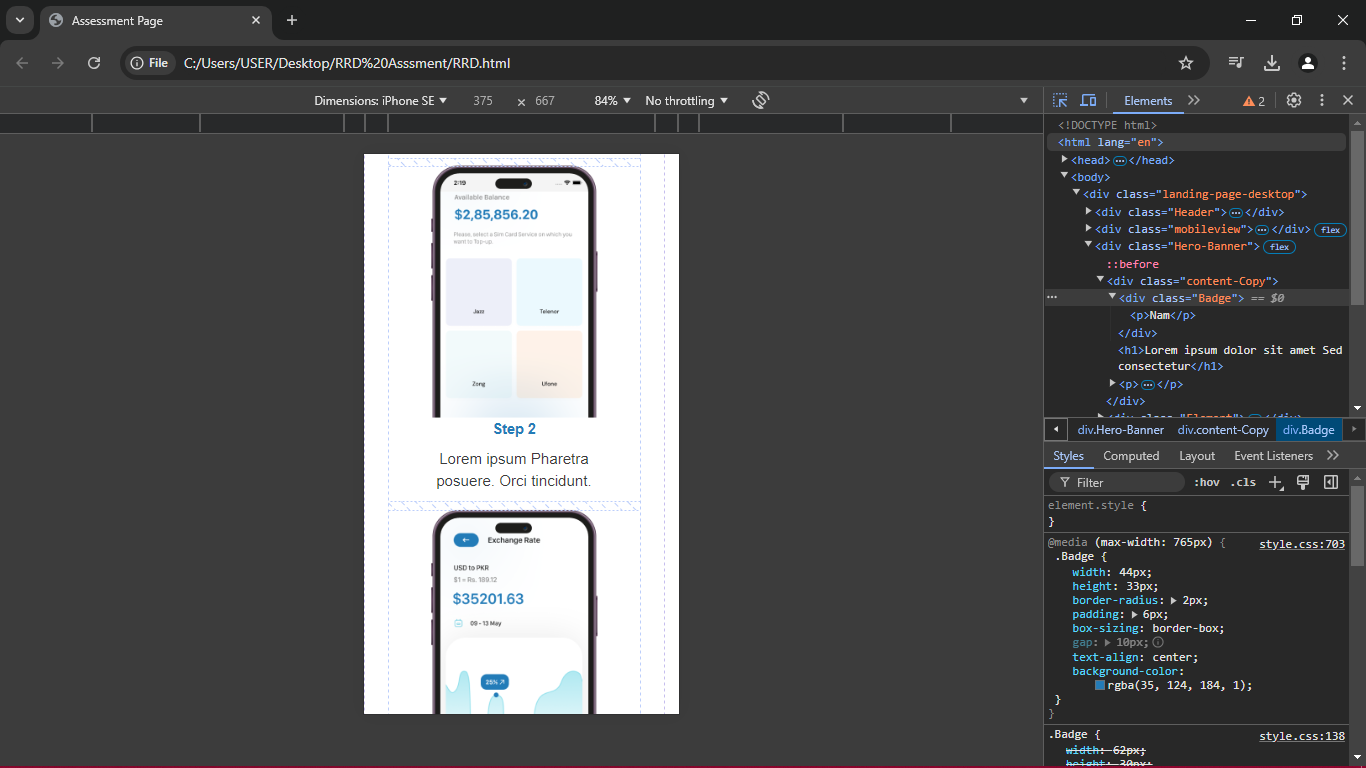 Assessment Page
File
C:/Users/USER/Desktop/RRD%20Asssment/RRD.html
Dimensions: iPhone SE
375
×
667
84%
No throttling
Elements
2
2:19
Available Balance
$2,85,856.20
Please, select a Sim Card Service on which you
want to Top-up
Jazz
Telenor
Zong
Ufone
Step 2
Lorem ipsum Pharetra
posuere. Orci tincidunt.
Exchange Rate
USD to PKR
$1 = Rs. 189.12
$35201.63
09 - 13 May
25%
<!DOCTYPE html>
<html lang="en">
<head>…</head>
<body>
<div class="landing-page-desktop">
<div class="Header">…</div>
<div class="mobileview">…</div> flex
<div class="Hero-Banner"> flex
::before
<div class="content-Copy">
… <div class="Badge"> == $0
<p>Nam</p>
</div>
<h1>Lorem ipsum dolor sit amet Sed
consectetur</h1>
<p>…</p>
</div>
<div class="Element">…</div>
div.Hero-Banner div.content-Copy div.Badge
Styles Computed Layout Event Listeners
Filter :hov .cls
element.style {
}
@media (max-width: 765px) { style.css:703
.Badge {
width: 44px;
height: 33px;
border-radius: 2px;
padding: 6px;
box-sizing: border-box;
gap: 10px;
text-align: center;
background-color:
rgba(35, 124, 184, 1);
}
}
.Badge { style.css:138
width: 62px;
height: 30px;